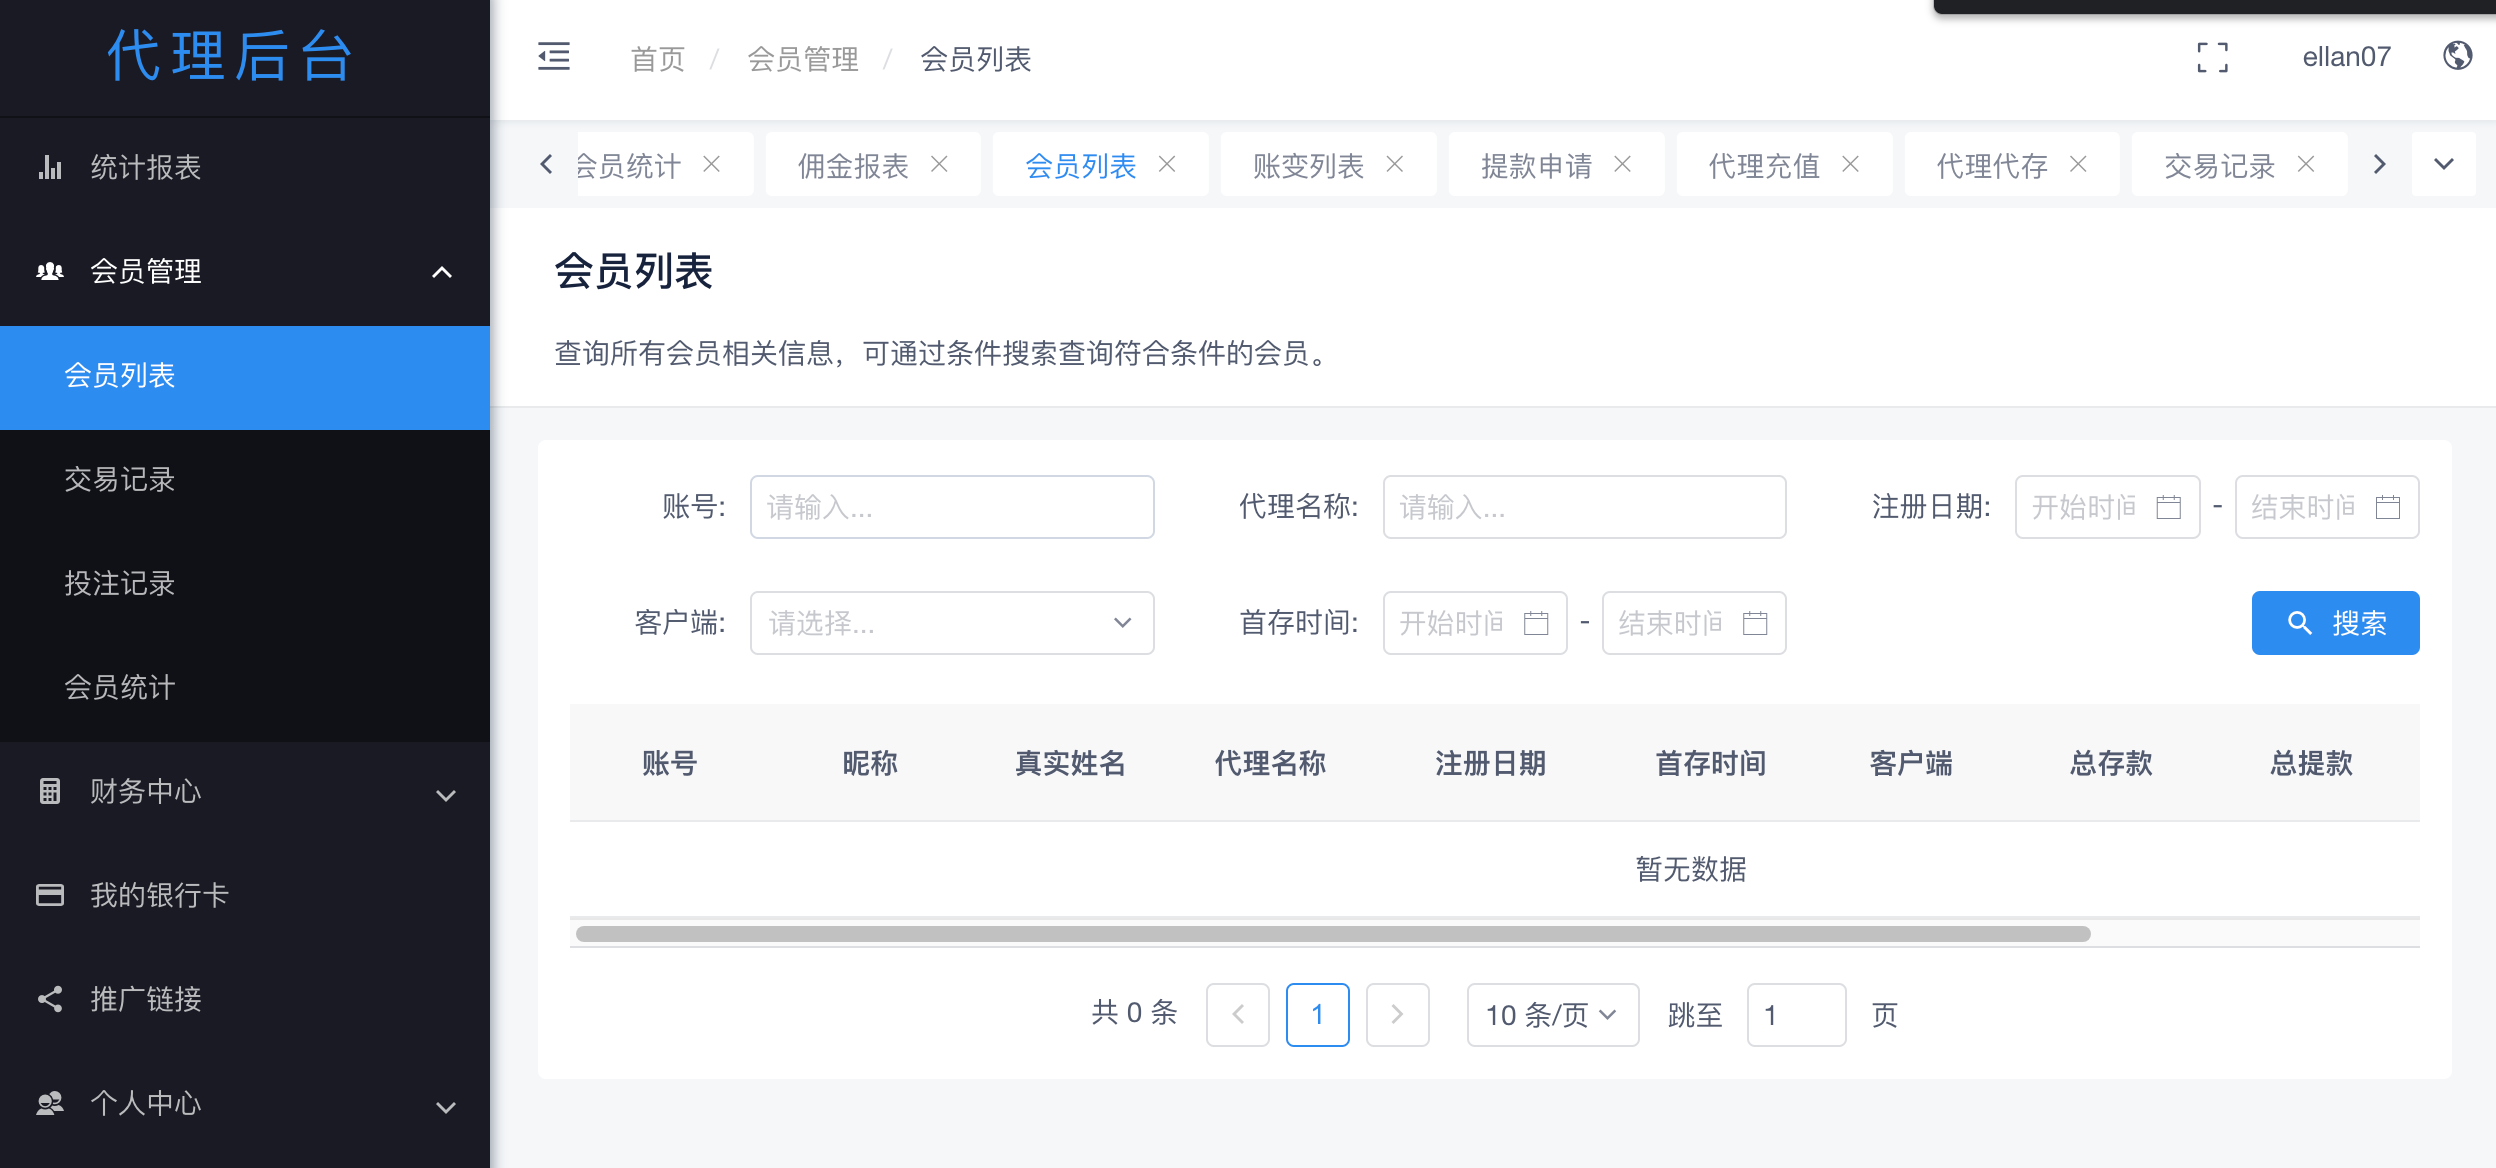 代理后台
统计报表
会员管理
会员列表
交易记录
投注记录
会员统计
财务中心
我的银行卡
推广链接
个人中心
首页 / 会员管理 / 会员列表
ellan07
会员统计 佣金报表 会员列表 账变列表 提款申请 代理充值 代理代存 交易记录
会员列表
查询所有会员相关信息，可通过条件搜索查询符合条件的会员。
账号: 请输入... 代理名称: 请输入... 注册日期: 开始时间 - 结束时间
客户端: 请选择... 首存时间: 开始时间 - 结束时间 搜索
账号 昵称 真实姓名 代理名称 注册日期 首存时间 客户端 总存款 总提款
暂无数据
共 0 条 1 10 条/页 跳至 1 页